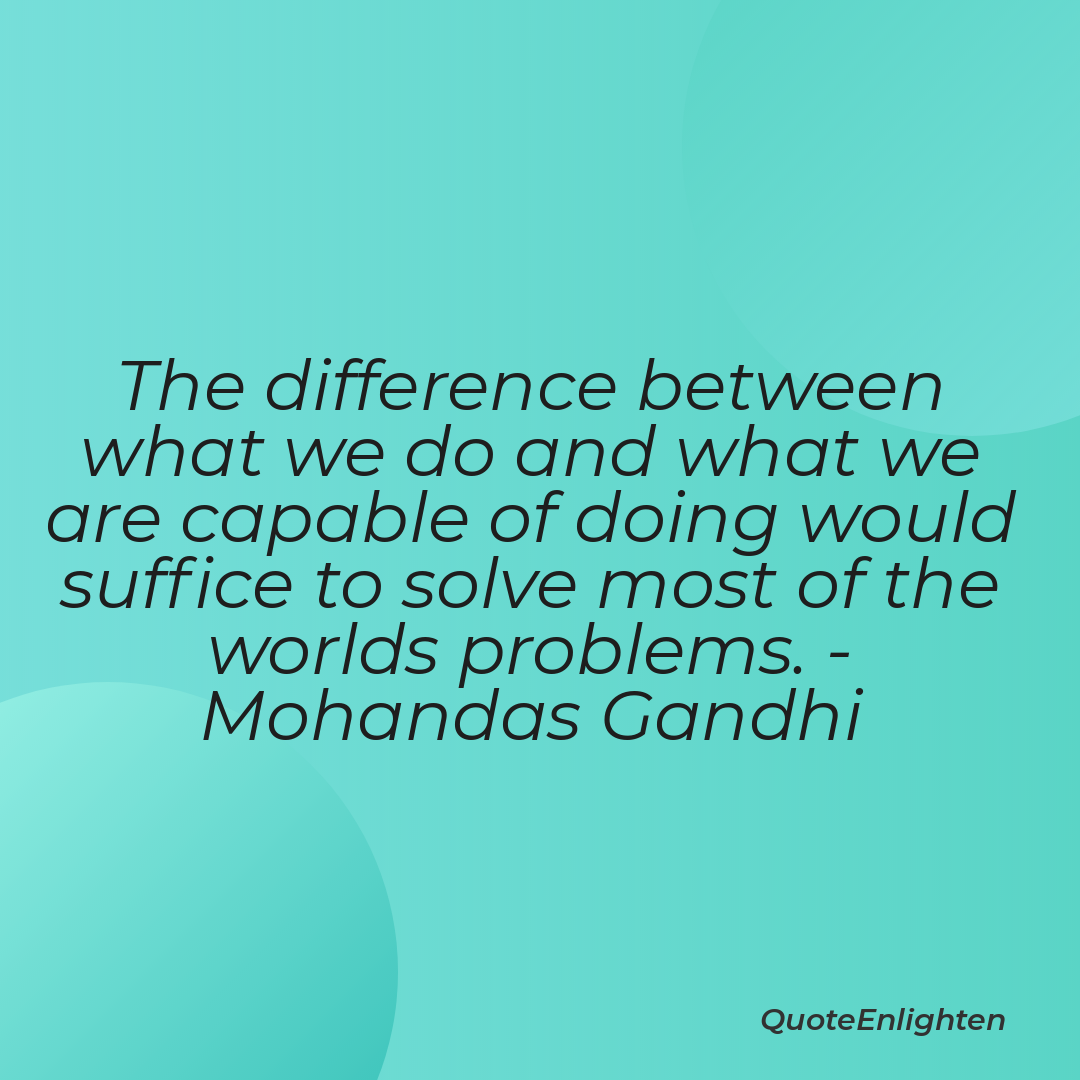 The difference between
what we do and what we
are capable of doing would
suffice to solve most of the
worlds problems. -
Mohandas Gandhi
QuoteEnlighten